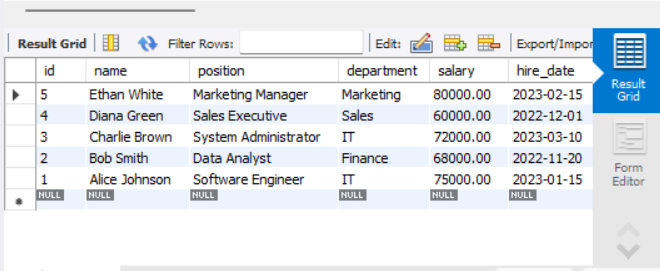 Result Grid Filter Rows: Edit: Export/Impor
id name position department salary hire_date
5 Ethan White Marketing Manager Marketing 80000.00 2023-02-15
4 Diana Green Sales Executive Sales 60000.00 2022-12-01
3 Charlie Brown System Administrator IT 72000.00 2023-03-10
2 Bob Smith Data Analyst Finance 68000.00 2022-11-20
1 Alice Johnson Software Engineer IT 75000.00 2023-01-15
NULL NULL NULL NULL NULL NULL
Result
Grid
Form
Editor